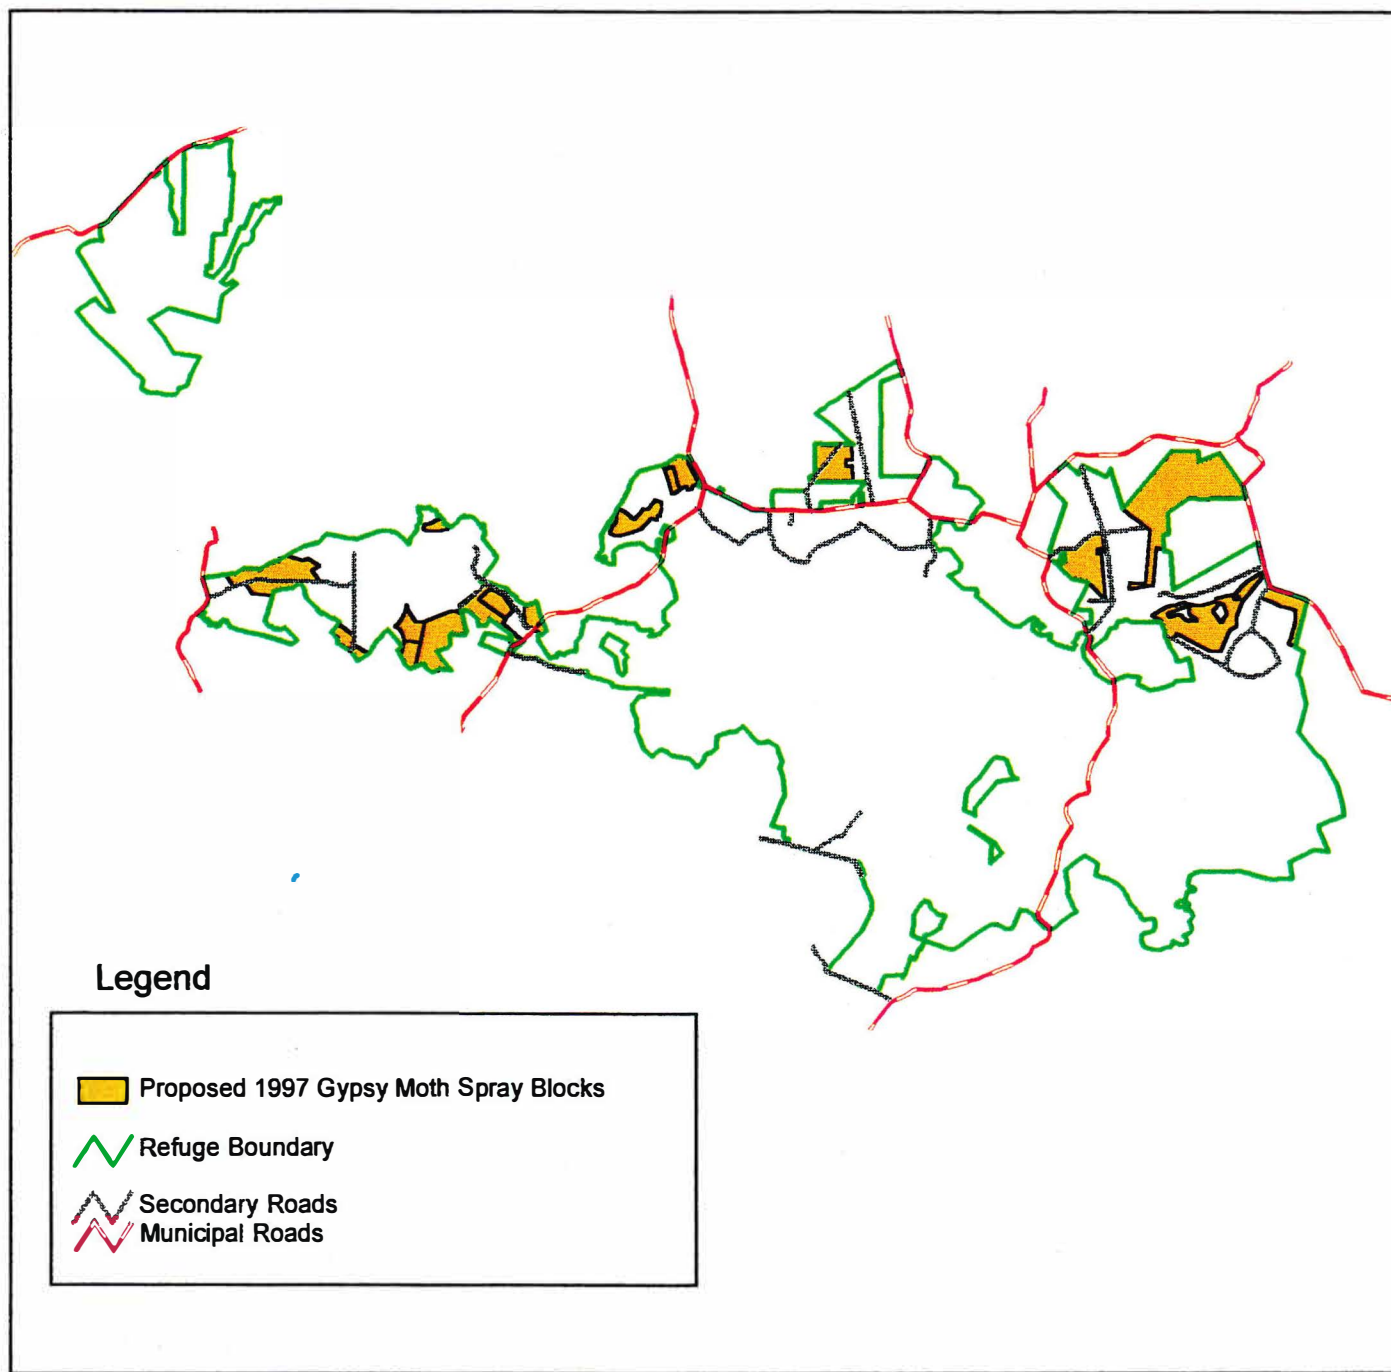 Legend
Proposed 1997 Gypsy Moth Spray Blocks
Refuge Boundary
Secondary Roads
Municipal Roads